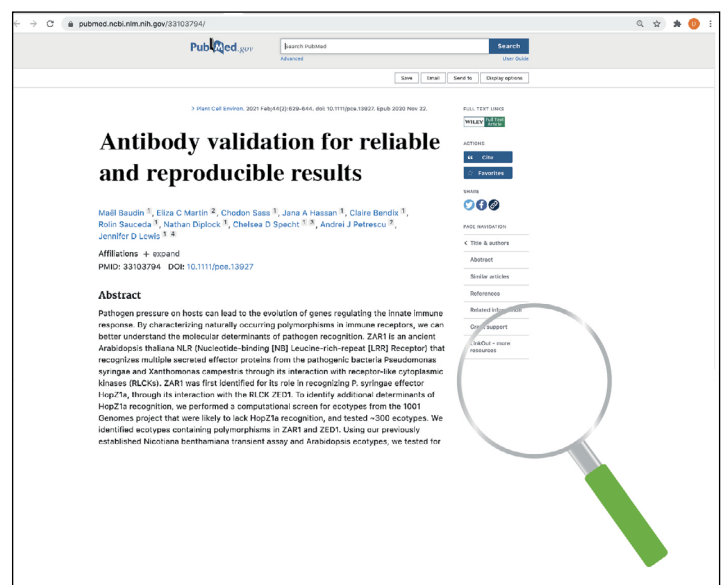 pubmed.ncbi.nlm.nih.gov/33103794/
PubMed.gov
Search PubMed
Search
Advanced
User Guide
Save Email Send to Display options
> Plant Cell Environ. 2021 Feb;44(2):629-644. doi: 10.1111/pce.13927. Epub 2020 Nov 22.
Antibody validation for reliable
and reproducible results
Maël Baudin 1, Eliza C Martin 2, Chodon Sass 1, Jana A Hassan 1, Claire Bendix 1,
Rolin Sauceda 1, Nathan Diplock 1, Chelsea D Specht 1 3, Andrei J Petrescu 2,
Jennifer D Lewis 1 4
Affiliations + expand
PMID: 33103794 DOI: 10.1111/pce.13927
Abstract
Pathogen pressure on hosts can lead to the evolution of genes regulating the innate immune
response. By characterizing naturally occurring polymorphisms in immune receptors, we can
better understand the molecular determinants of pathogen recognition. ZAR1 is an ancient
Arabidopsis thaliana NLR (Nucleotide-binding [NB] Leucine-rich-repeat [LRR] Receptor) that
recognizes multiple secreted effector proteins from the pathogenic bacteria Pseudomonas
syringae and Xanthomonas campestris through its interaction with receptor-like cytoplasmic
kinases (RLCKs). ZAR1 was first identified for its role in recognizing P. syringae effector
HopZ1a, through its interaction with the RLCK ZED1. To identify additional determinants of
HopZ1a recognition, we performed a computational screen for ecotypes from the 1001
Genomes project that were likely to lack HopZ1a recognition, and tested ~300 ecotypes. We
identified ecotypes containing polymorphisms in ZAR1 and ZED1. Using our previously
established Nicotiana benthamiana transient assay and Arabidopsis ecotypes, we tested for
FULL TEXT LINKS
WILEY Full Text Article
ACTIONS
Cite
Favorites
SHARE
PAGE NAVIGATION
< Title & authors
Abstract
Similar articles
References
Related information
Grant support
LinkOut - more
resources